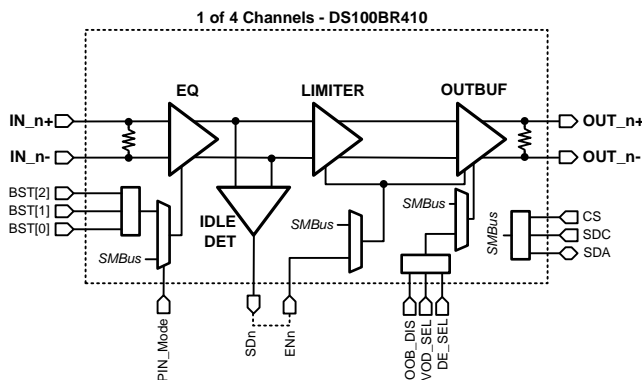 1 of 4 Channels - DS100BR410
EQ
LIMITER
OUTBUF
IN_n+
OUT_n+
IN_n-
OUT_n-
BST[2]
BST[1]
BST[0]
IDLE
DET
SMBus
SMBus
SMBus
SMBus
CS
SDC
SDA
PIN_Mode
SDn
ENn
OOB_DIS
VOD_SEL
DE_SEL